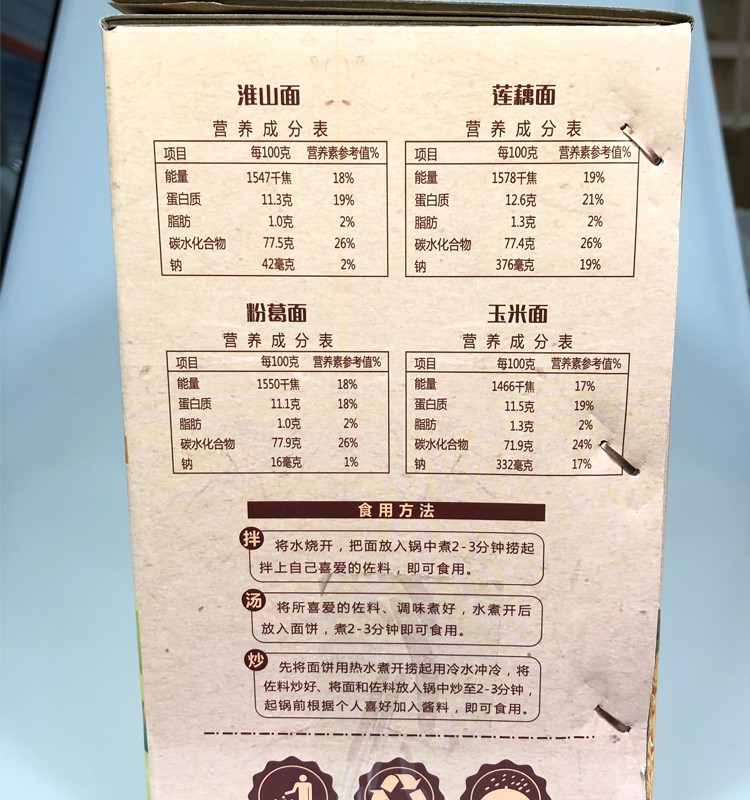 淮山面
营养成分表
项目 每100克 营养素参考值%
能量 1547千焦 18%
蛋白质 11.3克 19%
脂肪 1.0克 2%
碳水化合物 77.5克 26%
钠 42毫克 2%
莲藕面
营养成分表
项目 每100克 营养素参考值%
能量 1578千焦 19%
蛋白质 12.6克 21%
脂肪 1.3克 2%
碳水化合物 77.4克 26%
钠 376毫克 19%
粉葛面
营养成分表
项目 每100克 营养素参考值%
能量 1550千焦 18%
蛋白质 11.1克 18%
脂肪 1.0克 2%
碳水化合物 77.9克 26%
钠 16毫克 1%
玉米面
营养成分表
项目 每100克 营养素参考值%
能量 1466千焦 17%
蛋白质 11.5克 19%
脂肪 1.3克 2%
碳水化合物 71.9克 24%
钠 332毫克 17%
食用方法
拌 将水烧开，把面放入锅中煮2-3分钟捞起
拌上自己喜爱的佐料，即可食用。
汤 将所喜爱的佐料、调味煮好，水煮开后
放入面饼，煮2-3分钟即可食用。
炒 先将面饼用热水煮开捞起用冷水冲冷，将
佐料炒好、将面和佐料放入锅中炒至2-3分钟，
起锅前根据个人喜好加入酱料，即可食用。